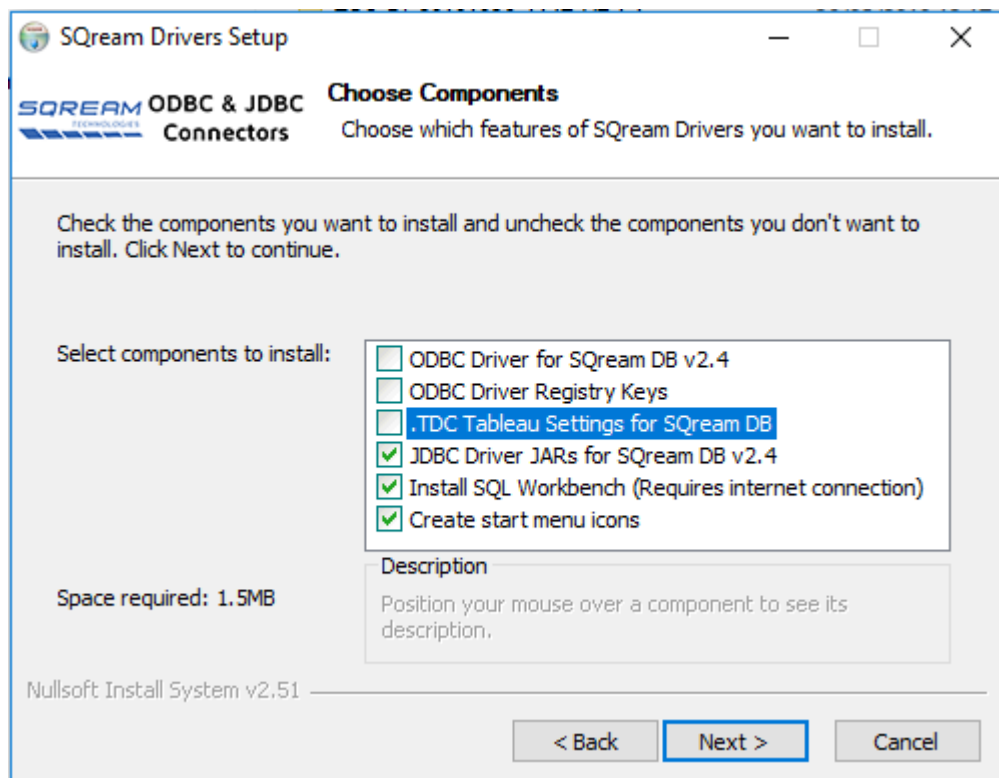 SQream Drivers Setup
SQREAM
TECHNOLOGIES
ODBC & JDBC
Connectors
Choose Components
Choose which features of SQream Drivers you want to install.
Check the components you want to install and uncheck the components you don't want to
install. Click Next to continue.
Select components to install:
ODBC Driver for SQream DB v2.4
ODBC Driver Registry Keys
.TDC Tableau Settings for SQream DB
JDBC Driver JARs for SQream DB v2.4
Install SQL Workbench (Requires internet connection)
Create start menu icons
Space required: 1.5MB
Description
Position your mouse over a component to see its
description.
Nullsoft Install System v2.51
< Back
Next >
Cancel